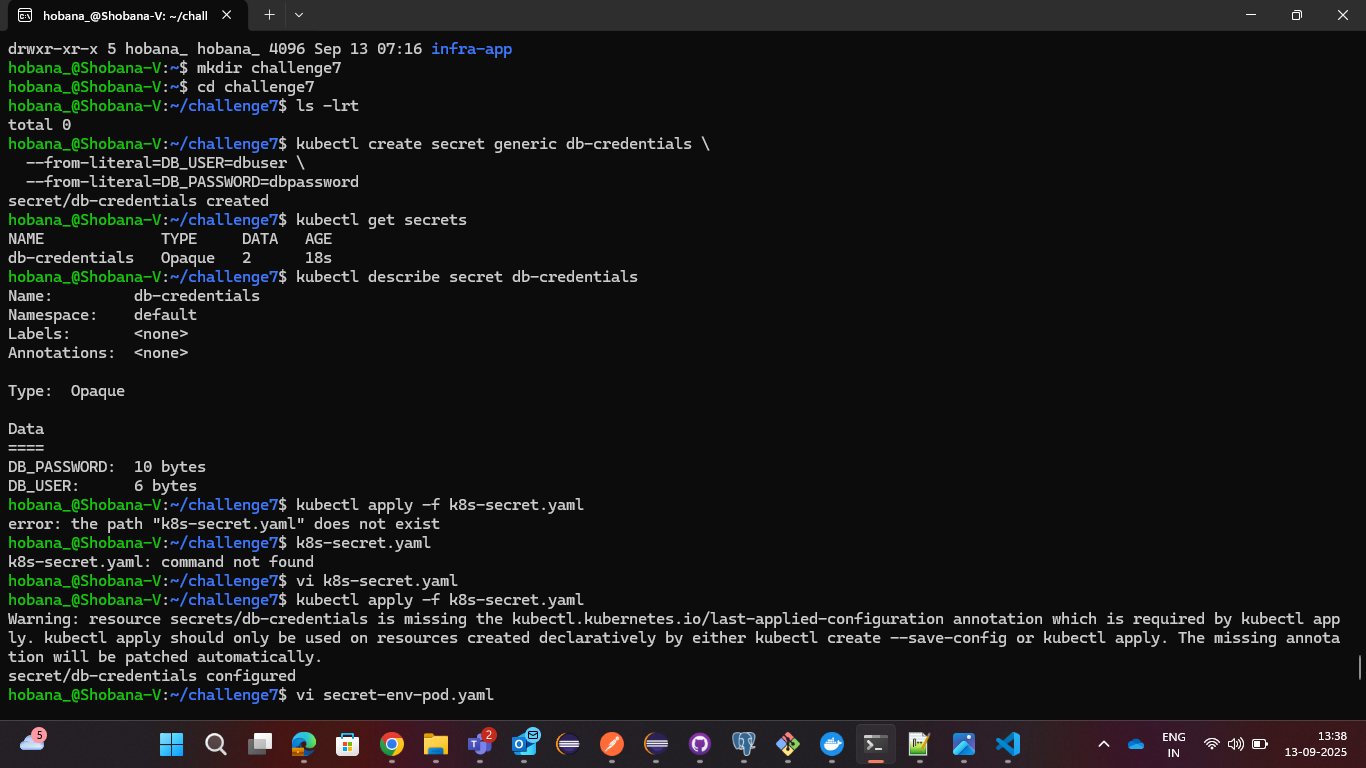 hobana_@Shobana-V: ~/chall
drwxr-xr-x 5 hobana_ hobana_ 4096 Sep 13 07:16 infra-app
hobana_@Shobana-V:~$ mkdir challenge7
hobana_@Shobana-V:~$ cd challenge7
hobana_@Shobana-V:~/challenge7$ ls -lrt
total 0
hobana_@Shobana-V:~/challenge7$ kubectl create secret generic db-credentials \
  --from-literal=DB_USER=dbuser \
  --from-literal=DB_PASSWORD=dbpassword
secret/db-credentials created
hobana_@Shobana-V:~/challenge7$ kubectl get secrets
NAME             TYPE     DATA   AGE
db-credentials   Opaque   2      18s
hobana_@Shobana-V:~/challenge7$ kubectl describe secret db-credentials
Name:         db-credentials
Namespace:    default
Labels:       <none>
Annotations:  <none>
Type:  Opaque
Data
====
DB_PASSWORD:  10 bytes
DB_USER:      6 bytes
hobana_@Shobana-V:~/challenge7$ kubectl apply -f k8s-secret.yaml
error: the path "k8s-secret.yaml" does not exist
hobana_@Shobana-V:~/challenge7$ k8s-secret.yaml
k8s-secret.yaml: command not found
hobana_@Shobana-V:~/challenge7$ vi k8s-secret.yaml
hobana_@Shobana-V:~/challenge7$ kubectl apply -f k8s-secret.yaml
Warning: resource secrets/db-credentials is missing the kubectl.kubernetes.io/last-applied-configuration annotation which is required by kubectl app
ly. kubectl apply should only be used on resources created declaratively by either kubectl create --save-config or kubectl apply. The missing annota
tion will be patched automatically.
secret/db-credentials configured
hobana_@Shobana-V:~/challenge7$ vi secret-env-pod.yaml
5
2
ENG
IN
13:38
13-09-2025